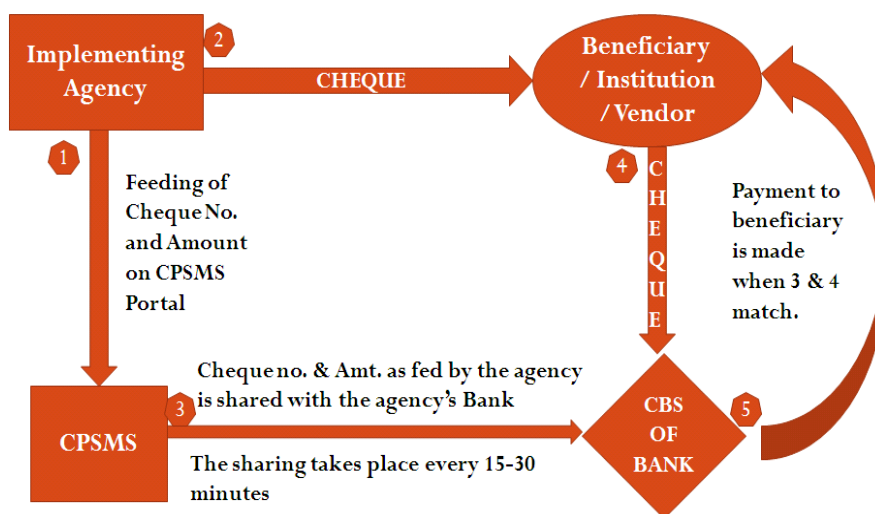 Implementing
Agency
2
CHEQUE
Beneficiary
/ Institution
/ Vendor
1
Feeding of
Cheque No.
and Amount
on CPSMS
Portal
4
CHEQUE
Payment to
beneficiary
is made
when 3 & 4
match.
CPSMS
3
Cheque no. & Amt. as fed by the agency
is shared with the agency's Bank
The sharing takes place every 15-30
minutes
CBS
OF
BANK
5